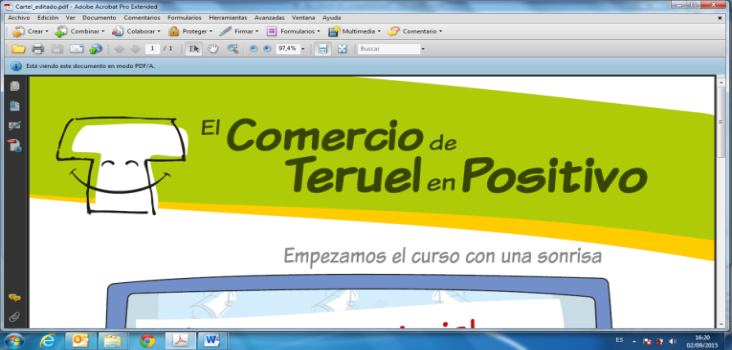 Cartel_editado.pdf - Adobe Acrobat Pro Extended
Archivo Edición Ver Documento Comentarios Formularios Herramientas Avanzadas Ventana Ayuda
Crear Combinar Colaborar Proteger Firmar Formularios Multimedia Comentario
1 / 1 97,4% Buscar
Está viendo este documento en modo PDF/A.
El Comercio de
Teruel en Positivo
Empezamos el curso con una sonrisa
ES 16:20
02/09/2015